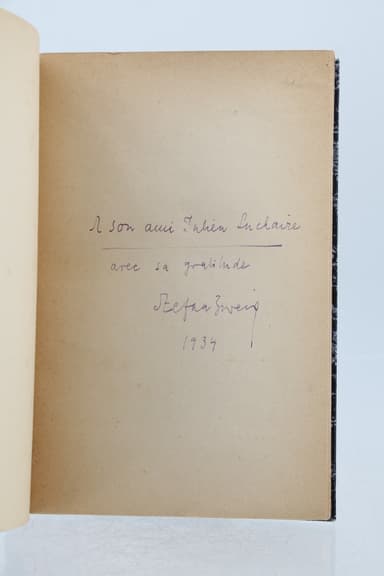 A son ami Julien Luchaire
avec sa gratitude
Stefan Zweig
1934